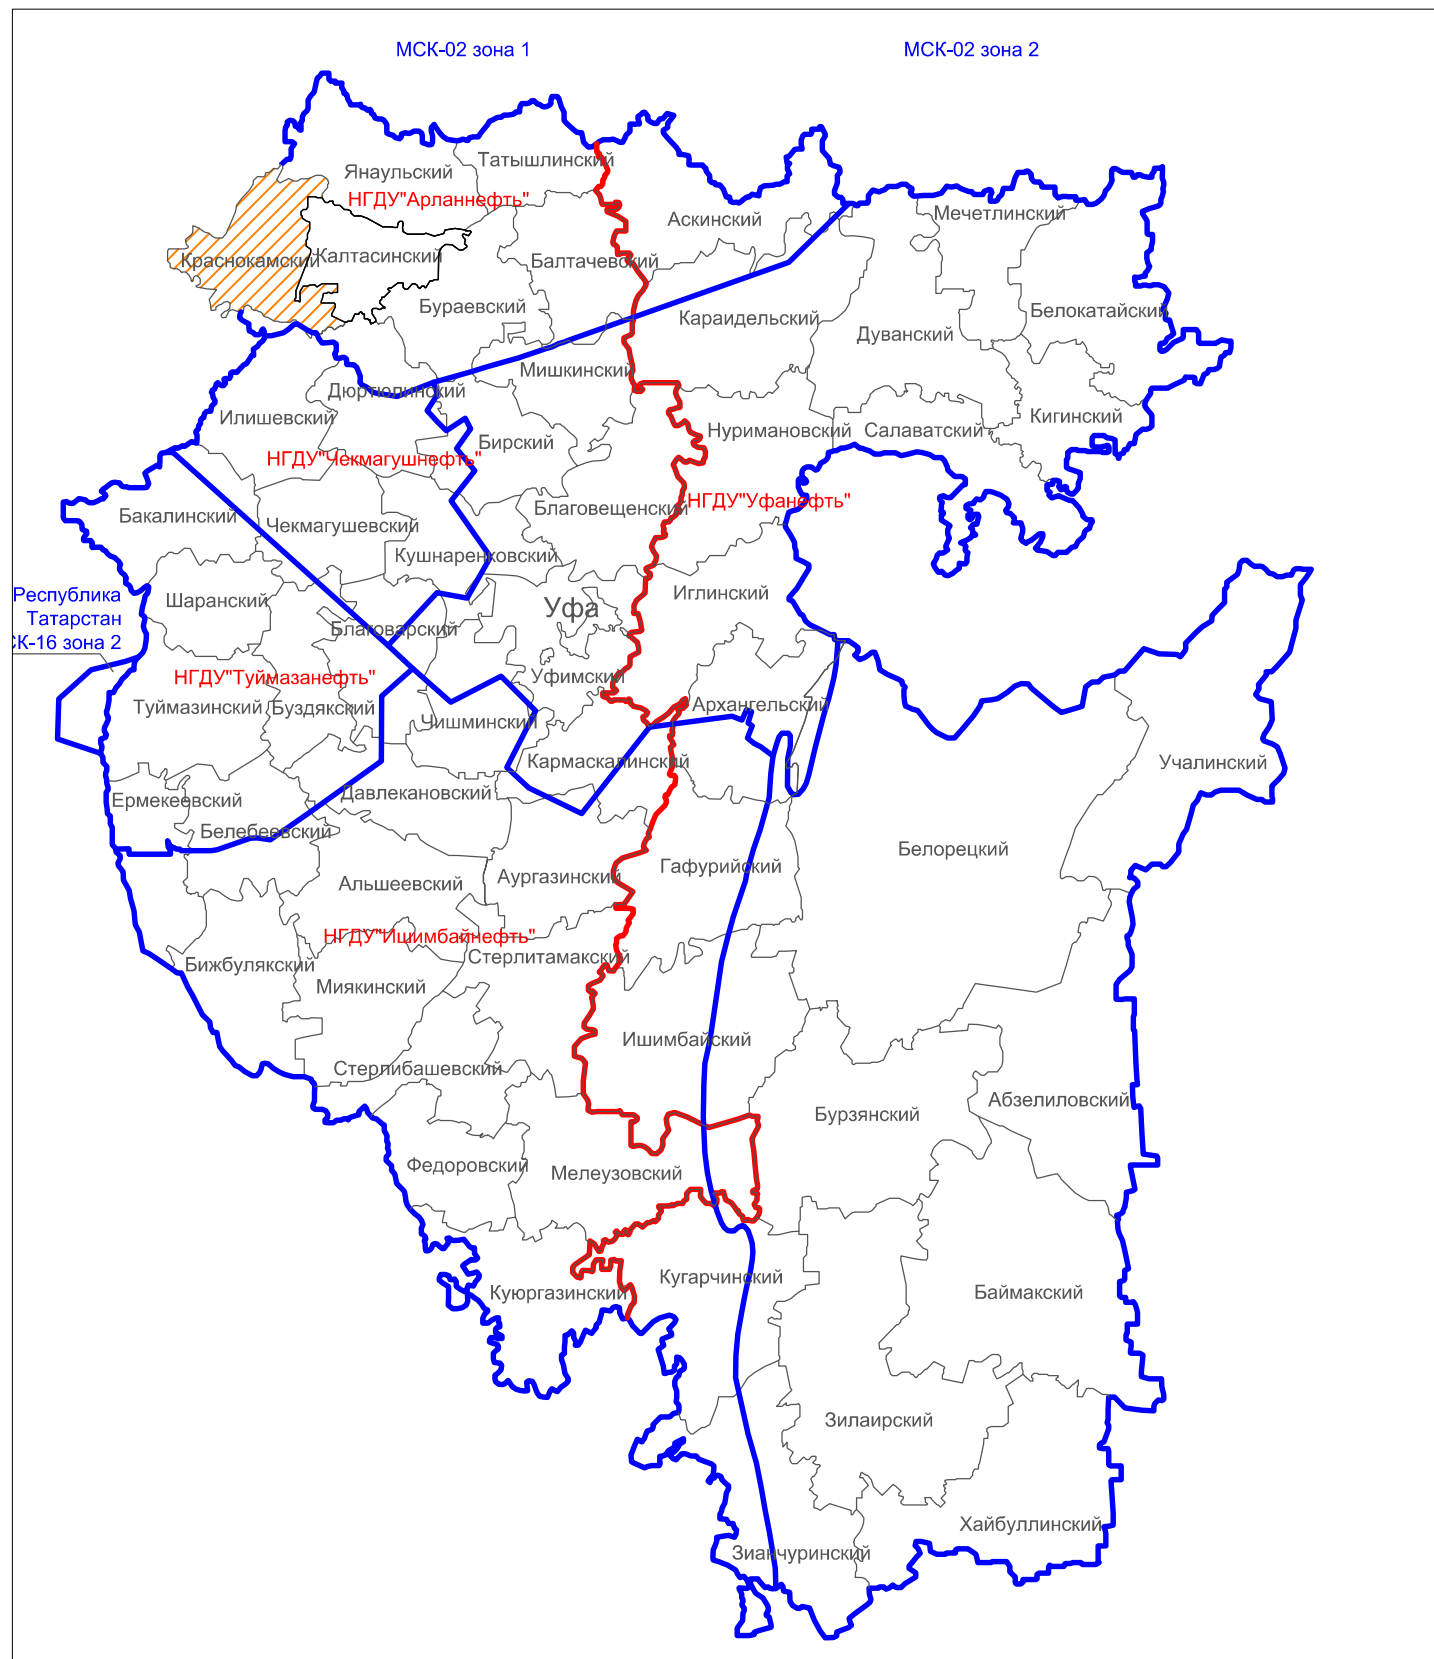 МСК-02 зона 1
МСК-02 зона 2
Татышлинский
Янаульский
НГДУ"Арланнефть"
Мечетлинский
Аскинский
Краснокамский
Калтасинский
Балтачевский
Бураевский
Караидельский
Белокатайский
Дуванский
Мишкинский
Дюртюлинский
Илишевский
Кигинский
Бирский
Нуримановский
Салаватский
НГДУ"Чекмагушнефть"
НГДУ"Уфанефть"
Благовещенский
Бакалинский
Чекмагушевский
Кушнаренковский
Республика
Татарстан
СК-16 зона 2
Шаранский
Иглинский
Уфа
Благоварский
НГДУ"Туймазанефть"
Уфимский
Туймазинский
Буздякский
Архангельский
Чишминский
Кармаскалинский
Учалинский
Давлекановский
Ермекеевский
Белебеевский
Белорецкий
Гафурийский
Аургазинский
Альшеевский
НГДУ"Ишимбайнефть"
Стерлитамакский
Бижбулякский
Миякинский
Ишимбайский
Стерлибашевский
Абзелиловский
Бурзянский
Федоровский
Мелеузовский
Кугарчинский
Куюргазинский
Баймакский
Зилаирский
Хайбуллинский
Зианчуринский